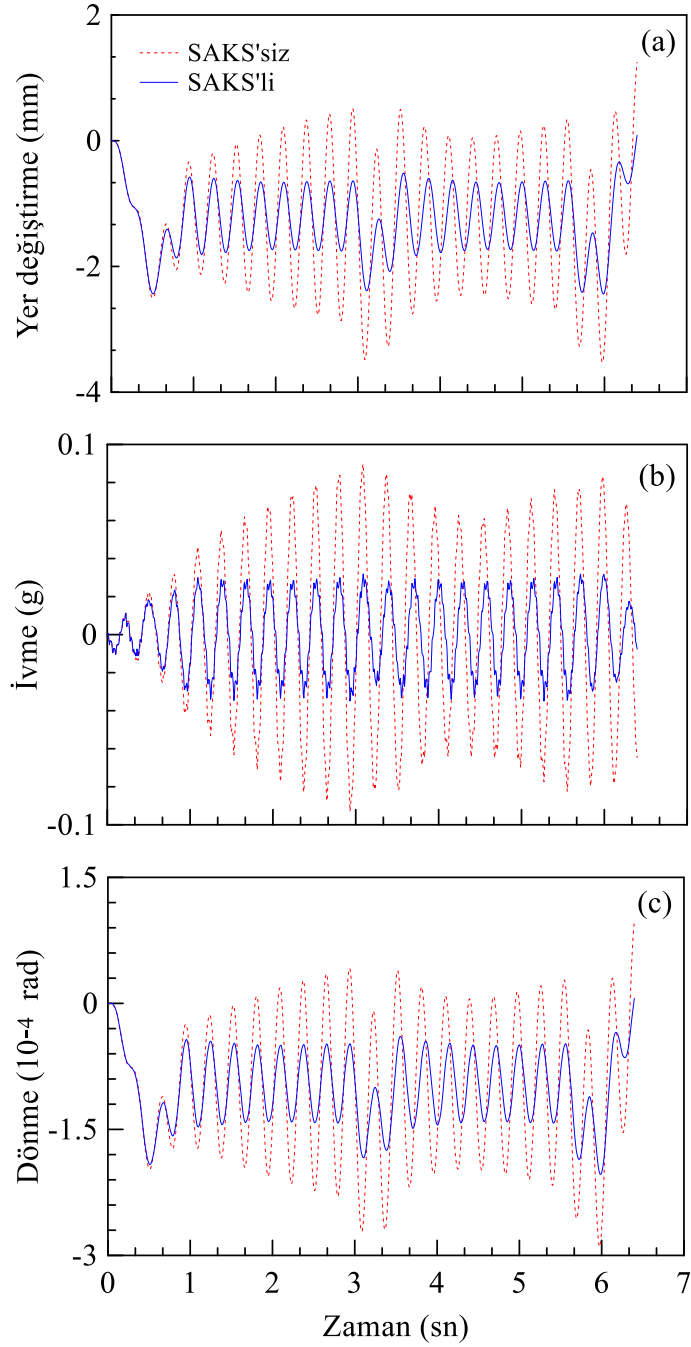 2
(a)
SAKS'siz
SAKS'li
0
-2
-4
Yer değiştirme (mm)
0.1
(b)
0
-0.1
İvme (g)
1.5
(c)
0
-1.5
-3
Dönme (10⁻⁴ rad)
0 1 2 3 4 5 6 7
Zaman (sn)